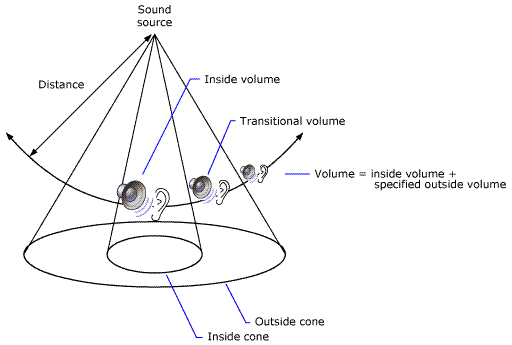 Sound
source
Distance
Inside volume
Transitional volume
Volume = inside volume +
specified outside volume
Outside cone
Inside cone